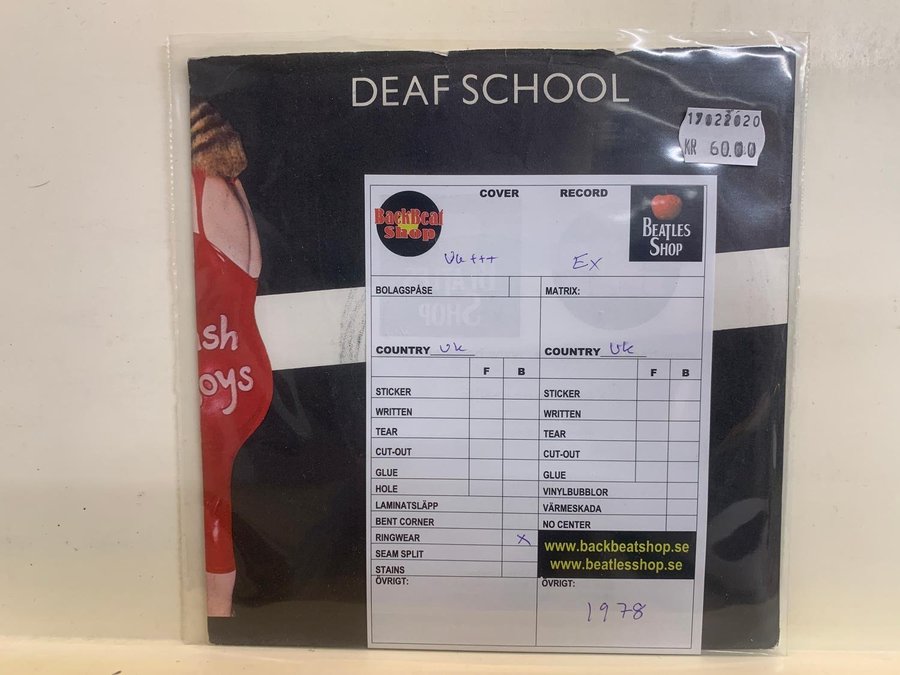 DEAF SCHOOL
17022020
KR 60.00
sh
oys
COVER
RECORD
BackBeat
Shop
BEATLES
SHOP
EX
BOLAGSPÅSE
MATRIX:
COUNTRY UK
COUNTRY UK
F B
F B
STICKER
STICKER
WRITTEN
WRITTEN
TEAR
TEAR
CUT-OUT
CUT-OUT
GLUE
GLUE
HOLE
VINYLBUBBLOR
LAMINATSLÄPP
VÄRMESKADA
BENT CORNER
NO CENTER
RINGWEAR X
SEAM SPLIT
STAINS
www.backbeatshop.se
www.beatlesshop.se
ÖVRIGT:
ÖVRIGT:
1978